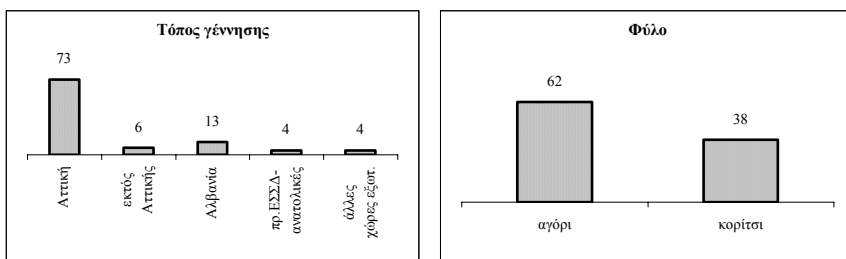 Τόπος γέννησης
73
6
13
4
4
Αττική
εκτός
Αττικής
Αλβανία
πρ.ΕΣΣΔ-
ανατολικές
άλλες
χώρες εξωτ.
Φύλο
62
38
αγόρι
κορίτσι